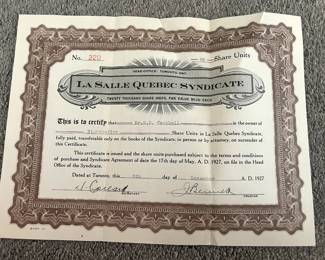 No. 320 Share Units
HEAD OFFICE: TORONTO, ONT.
LA SALLE QUEBEC SYNDICATE
TWENTY THOUSAND SHARE UNITS, PAR VALUE $5.00 EACH
This is to certify that Dr. Campbell is the owner of
Share Units in La Salle Quebec Syndicate,
fully paid, transferable only on the books of the Syndicate in person or by attorney, on surrender of
this Certificate.
This certificate is issued and the share units purchased subject to the terms and conditions
of purchase and Syndicate Agreement of date the 17th day of May, A. D. 1927, on file in the Head
Office of the Syndicate.
Dated at Toronto, this day of A. D. 1927